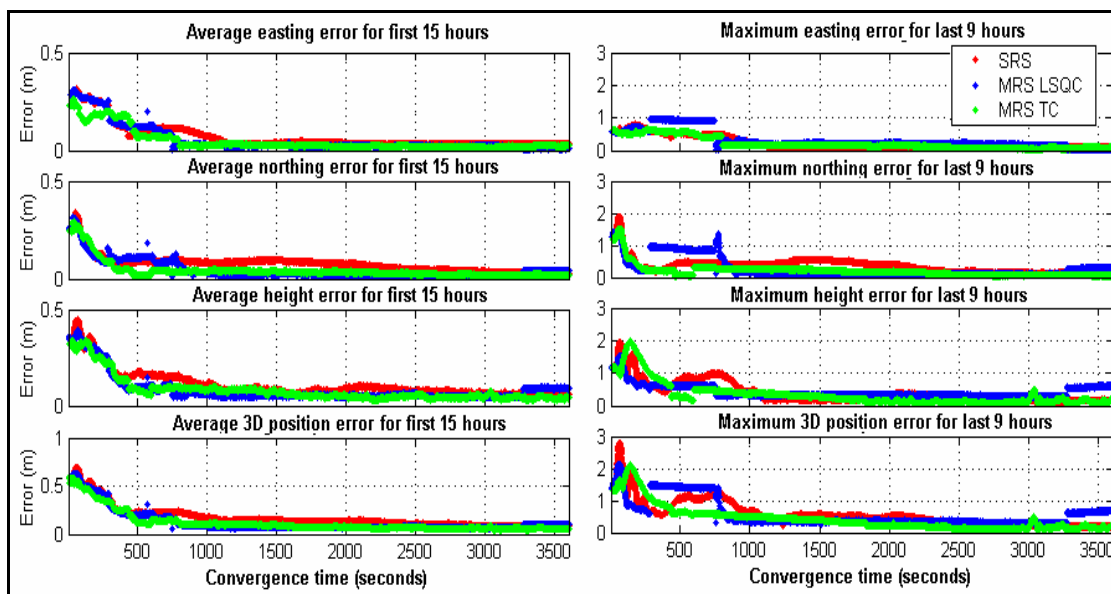 Average easting error for first 15 hours
0.5
0
Error (m)
Average northing error for first 15 hours
0.5
0
Error (m)
Average height error for first 15 hours
0.5
0
Error (m)
Average 3D position error for first 15 hours
1
0.5
0
Error (m)
500 1000 1500 2000 2500 3000 3500
Convergence time (seconds)
Maximum easting error for last 9 hours
3
2
1
0
SRS
MRS LSQC
MRS TC
Maximum northing error for last 9 hours
3
2
1
0
Maximum height error for last 9 hours
3
2
1
0
Maximum 3D position error for last 9 hours
3
2
1
0
500 1000 1500 2000 2500 3000 3500
Convergence time (seconds)